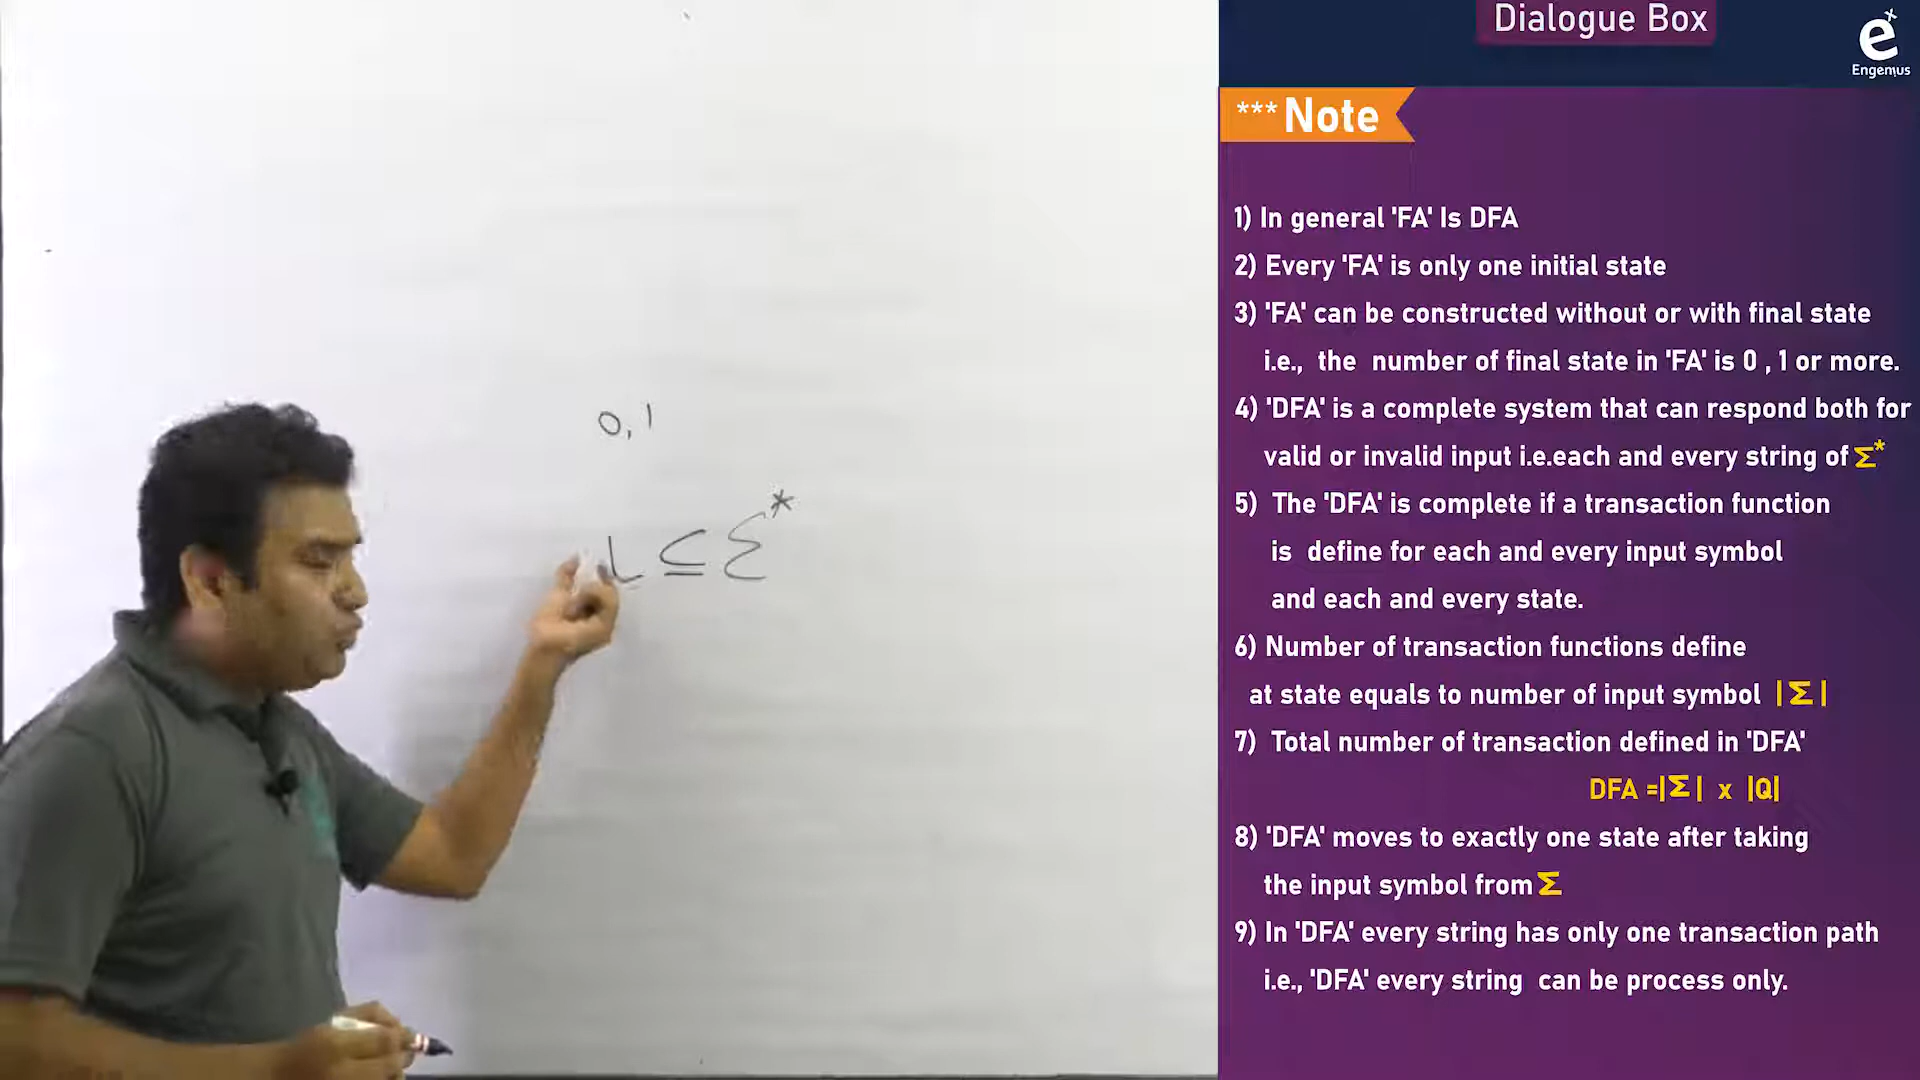 Dialogue Box
ex
Engenius
*** Note
1) In general 'FA' Is DFA
2) Every 'FA' is only one initial state
3) 'FA' can be constructed without or with final state
i.e., the number of final state in 'FA' is 0 , 1 or more.
4) 'DFA' is a complete system that can respond both for
valid or invalid input i.e.each and every string of Σ*
5) The 'DFA' is complete if a transaction function
is define for each and every input symbol
and each and every state.
6) Number of transaction functions define
at state equals to number of input symbol |Σ|
7) Total number of transaction defined in 'DFA'
DFA =|Σ| x |Q|
8) 'DFA' moves to exactly one state after taking
the input symbol from Σ
9) In 'DFA' every string has only one transaction path
i.e., 'DFA' every string can be process only.
0, 1
L ⊆ Σ*